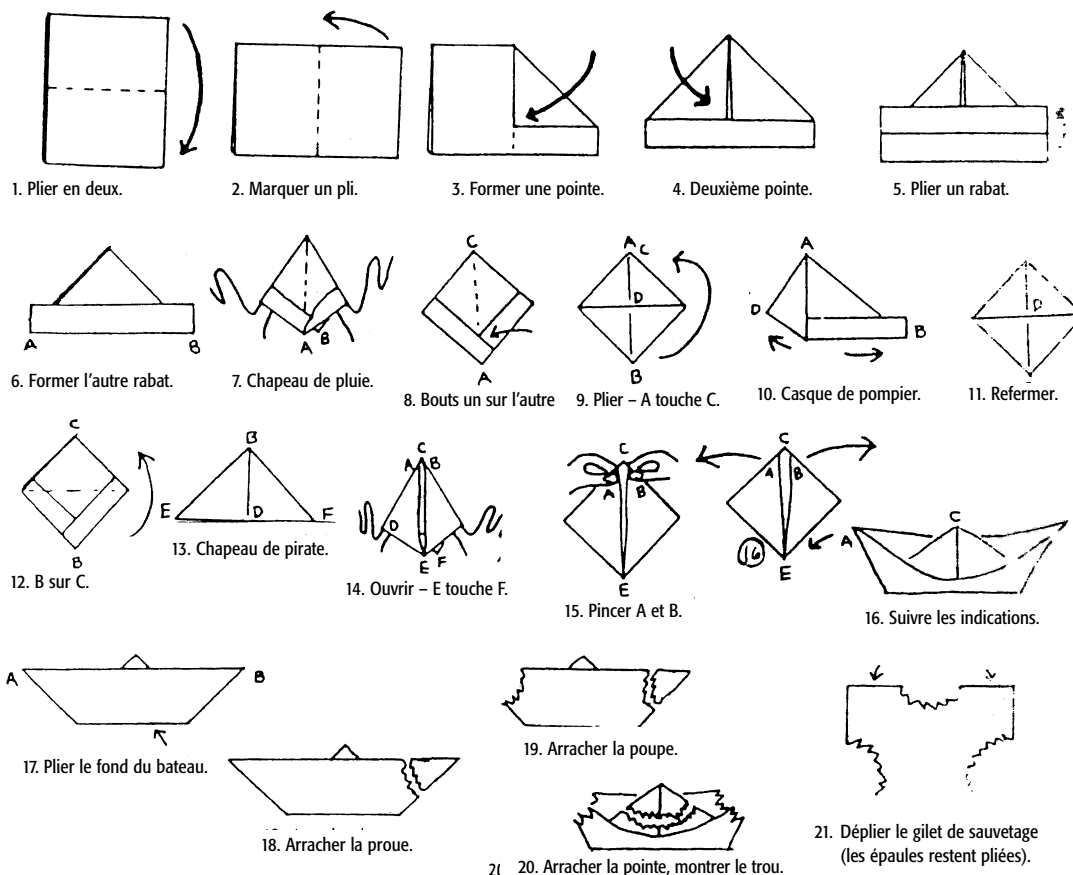 1. Plier en deux.
2. Marquer un pli.
3. Former une pointe.
4. Deuxième pointe.
5. Plier un rabat.
A B
6. Former l'autre rabat.
A B
7. Chapeau de pluie.
C
A
8. Bouts un sur l'autre
A C
D
B
9. Plier – A touche C.
A
D
B
10. Casque de pompier.
D
11. Refermer.
C
B
12. B sur C.
B
E D F
13. Chapeau de pirate.
C
A B
D
E F
14. Ouvrir – E touche F.
C
A B
E
15. Pincer A et B.
C
A B
16
E
A C
16. Suivre les indications.
A B
17. Plier le fond du bateau.
18. Arracher la proue.
19. Arracher la poupe.
20. Arracher la pointe, montrer le trou.
21. Déplier le gilet de sauvetage
(les épaules restent pliées).